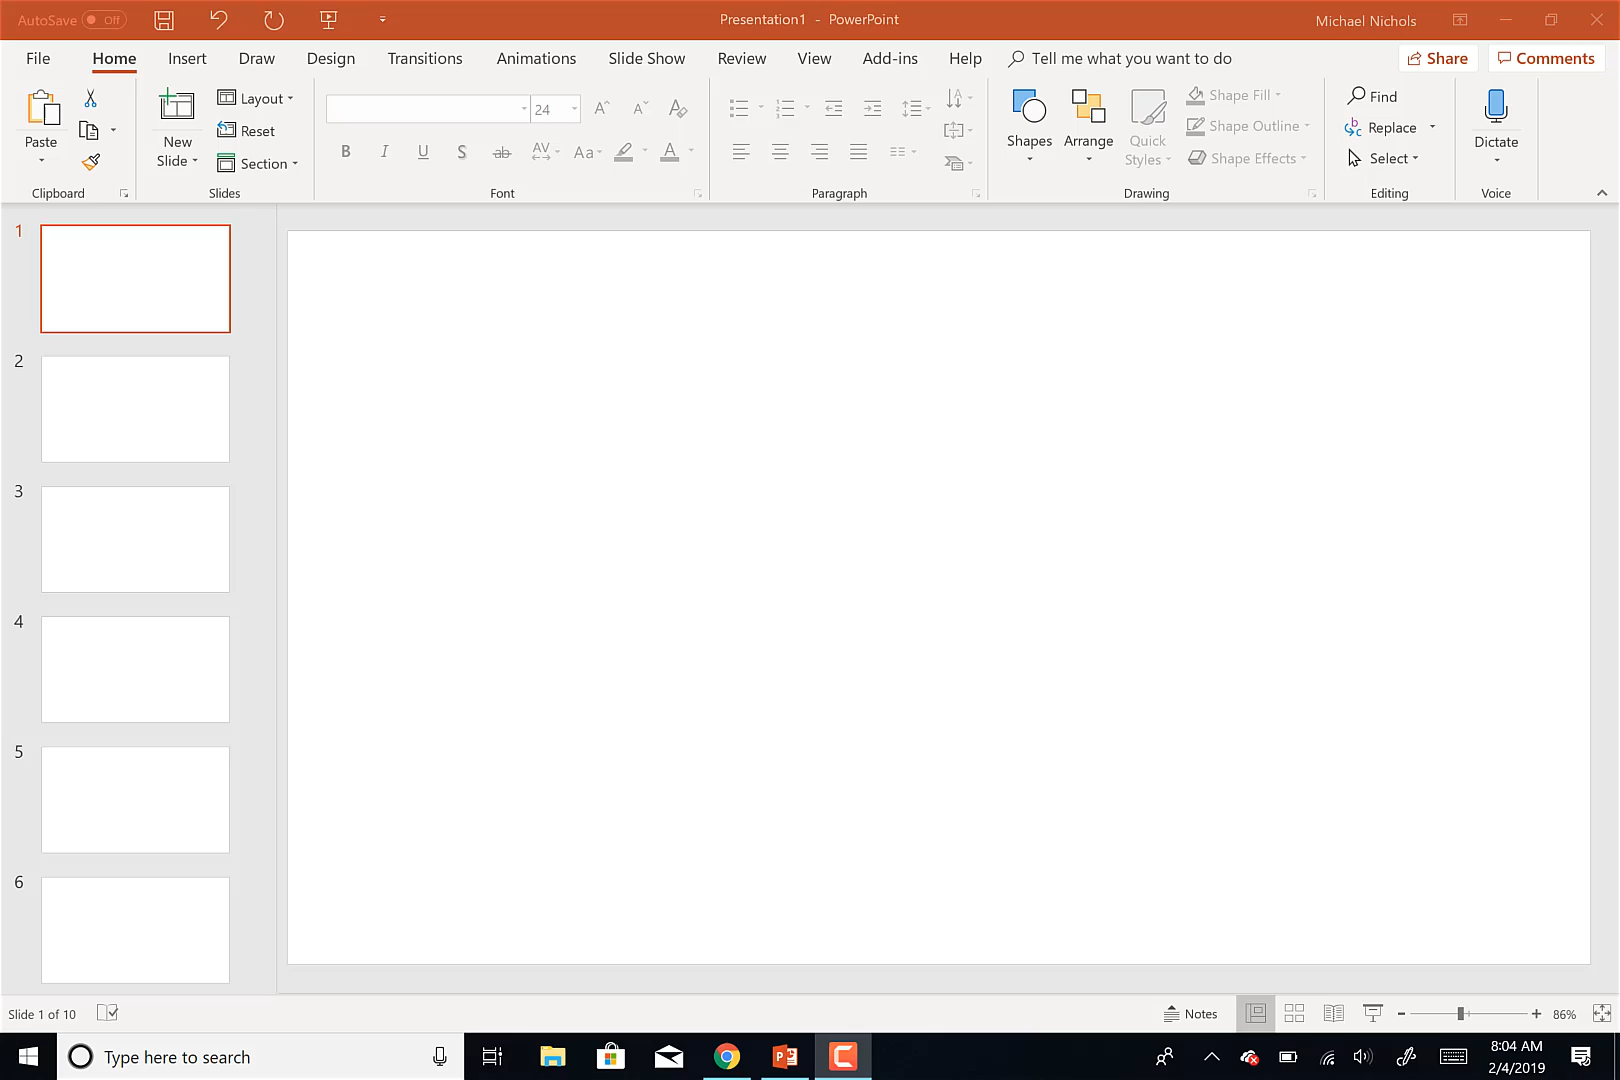 AutoSave Off
Presentation1 - PowerPoint
Michael Nichols
File Home Insert Draw Design Transitions Animations Slide Show Review View Add-ins Help Tell me what you want to do
Share Comments
Paste
New Slide
Layout
Reset
Section
24
B I U S ab AV Aa A
Shapes
Arrange
Quick Styles
Shape Fill
Shape Outline
Shape Effects
Find
Replace
Select
Dictate
Clipboard Slides Font Paragraph Drawing Editing Voice
1
2
3
4
5
6
Slide 1 of 10
Notes
86%
Type here to search
8:04 AM
2/4/2019